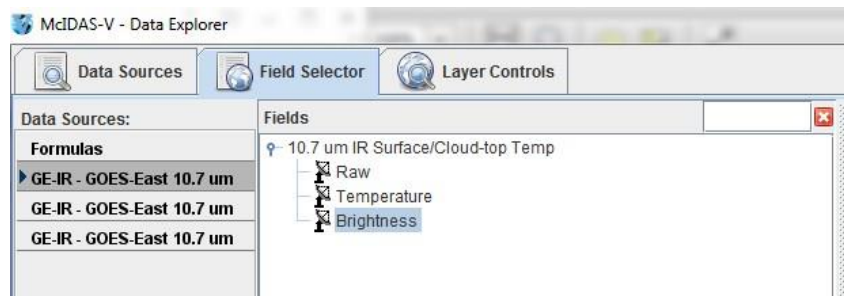 McIDAS-V - Data Explorer
Data Sources
Field Selector
Layer Controls
Data Sources:
Formulas
GE-IR - GOES-East 10.7 um
GE-IR - GOES-East 10.7 um
GE-IR - GOES-East 10.7 um
Fields
10.7 um IR Surface/Cloud-top Temp
Raw
Temperature
Brightness